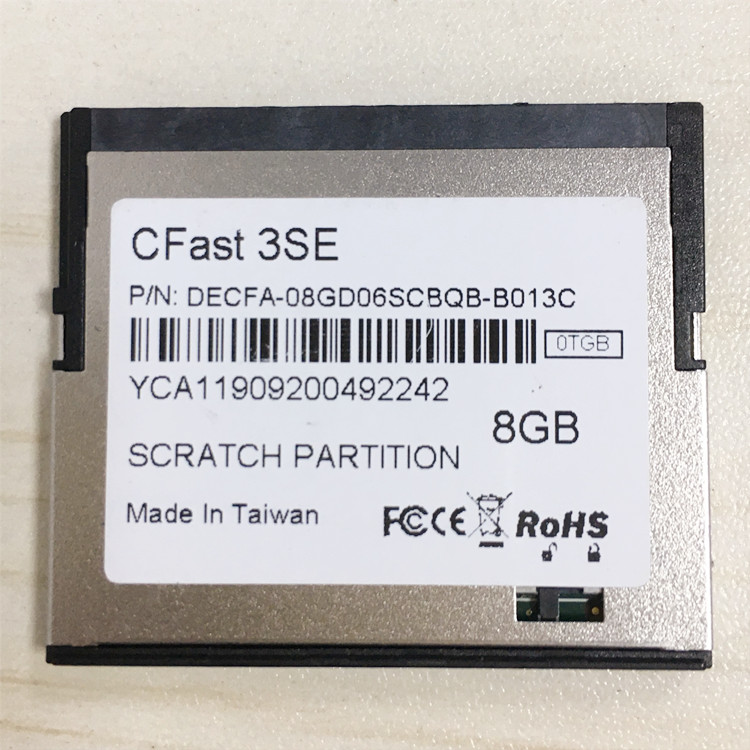 CFast 3SE
P/N: DECFA-08GD06SCBQB-B013C
0TGB
YCA11909200492242
8GB
SCRATCH PARTITION
Made In Taiwan
FC CE RoHS